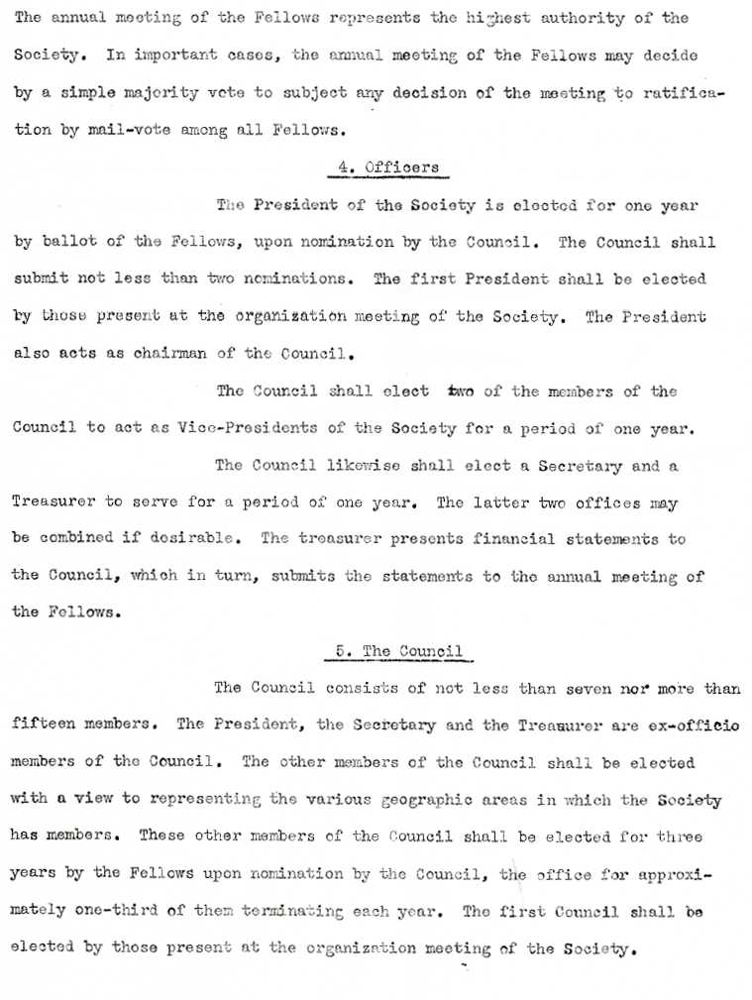 The annual meeting of the Fellows represents the highest authority of the
Society. In important cases, the annual meeting of the Fellows may decide
by a simple majority vote to subject any decision of the meeting to ratifica-
tion by mail-vote among all Fellows.
4. Officers
The President of the Society is elected for one year
by ballot of the Fellows, upon nomination by the Council. The Council shall
submit not less than two nominations. The first President shall be elected
by those present at the organization meeting of the Society. The President
also acts as chairman of the Council.
The Council shall elect two of the members of the
Council to act as Vice-Presidents of the Society for a period of one year.
The Council likewise shall elect a Secretary and a
Treasurer to serve for a period of one year. The latter two offices may
be combined if desirable. The treasurer presents financial statements to
the Council, which in turn, submits the statements to the annual meeting of
the Fellows.
5. The Council
The Council consists of not less than seven nor more than
fifteen members. The President, the Secretary and the Treasurer are ex-officio
members of the Council. The other members of the Council shall be elected
with a view to representing the various geographic areas in which the Society
has members. These other members of the Council shall be elected for three
years by the Fellows upon nomination by the Council, the office for approxi-
mately one-third of them terminating each year. The first Council shall be
elected by those present at the organization meeting of the Society.